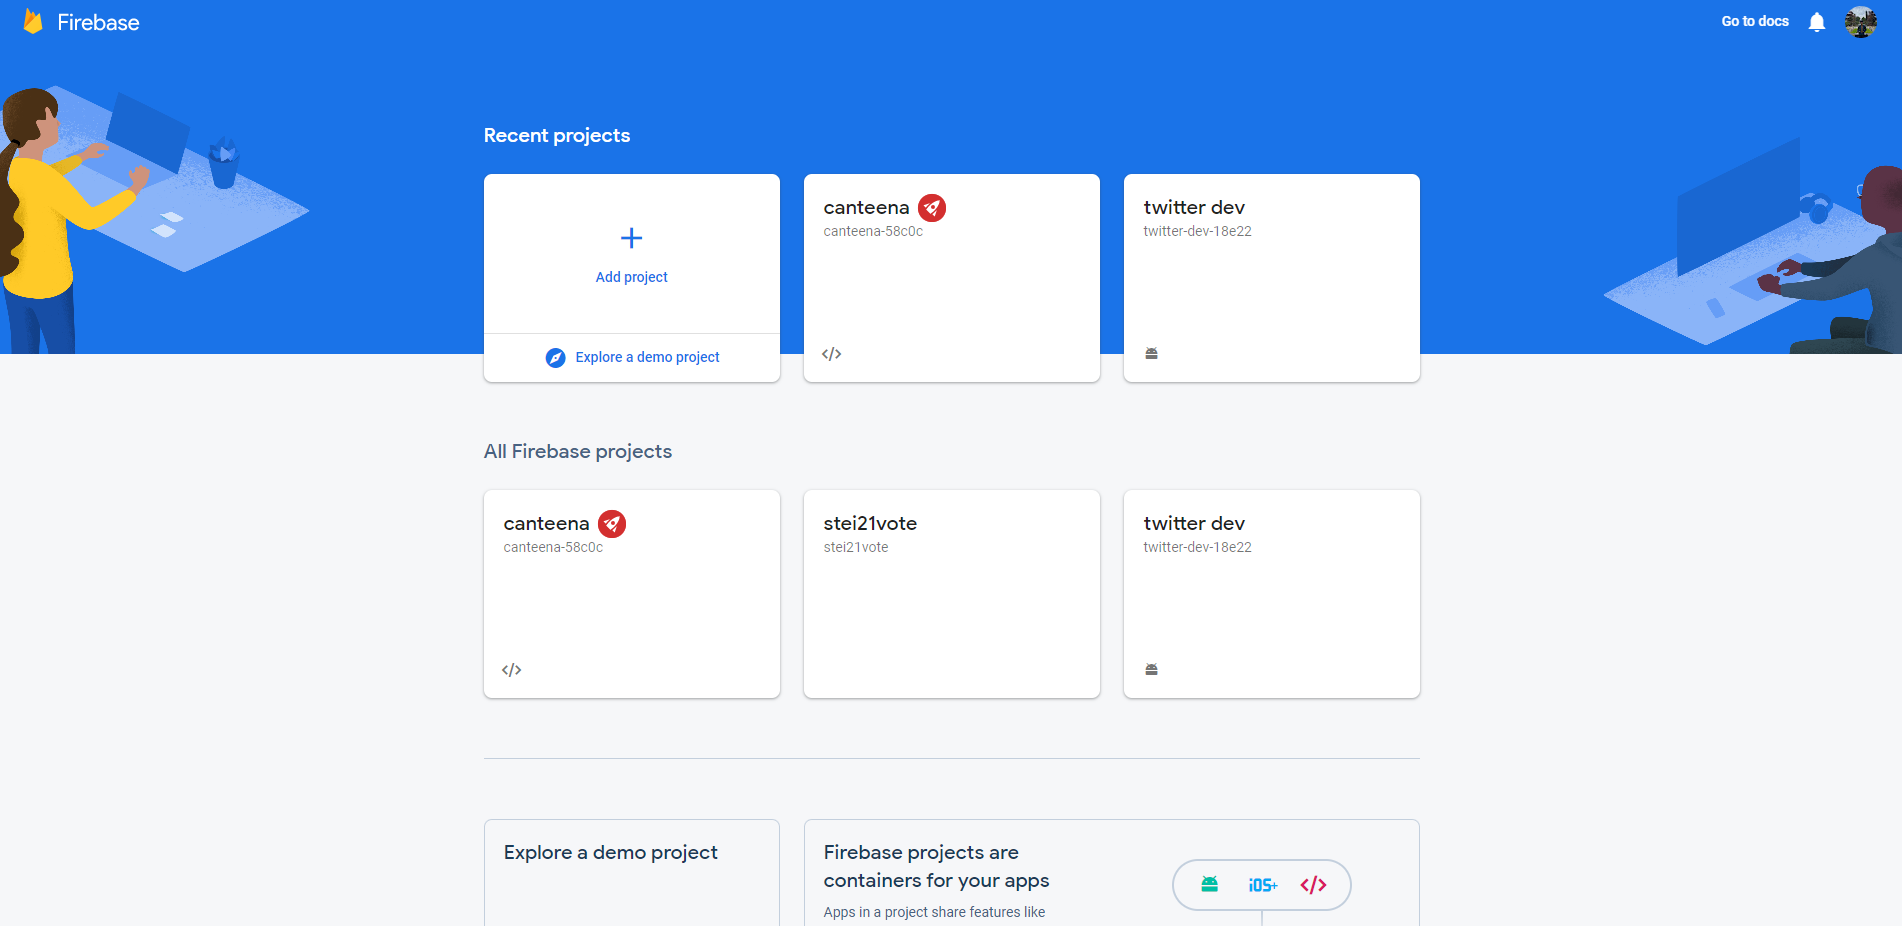 Firebase
Go to docs
Recent projects
Add project
Explore a demo project
canteena
canteena-58c0c
</>
twitter dev
twitter-dev-18e22
All Firebase projects
canteena
canteena-58c0c
</>
stei21vote
stei21vote
twitter dev
twitter-dev-18e22
Explore a demo project
Firebase projects are
containers for your apps
Apps in a project share features like
iOS+
</>